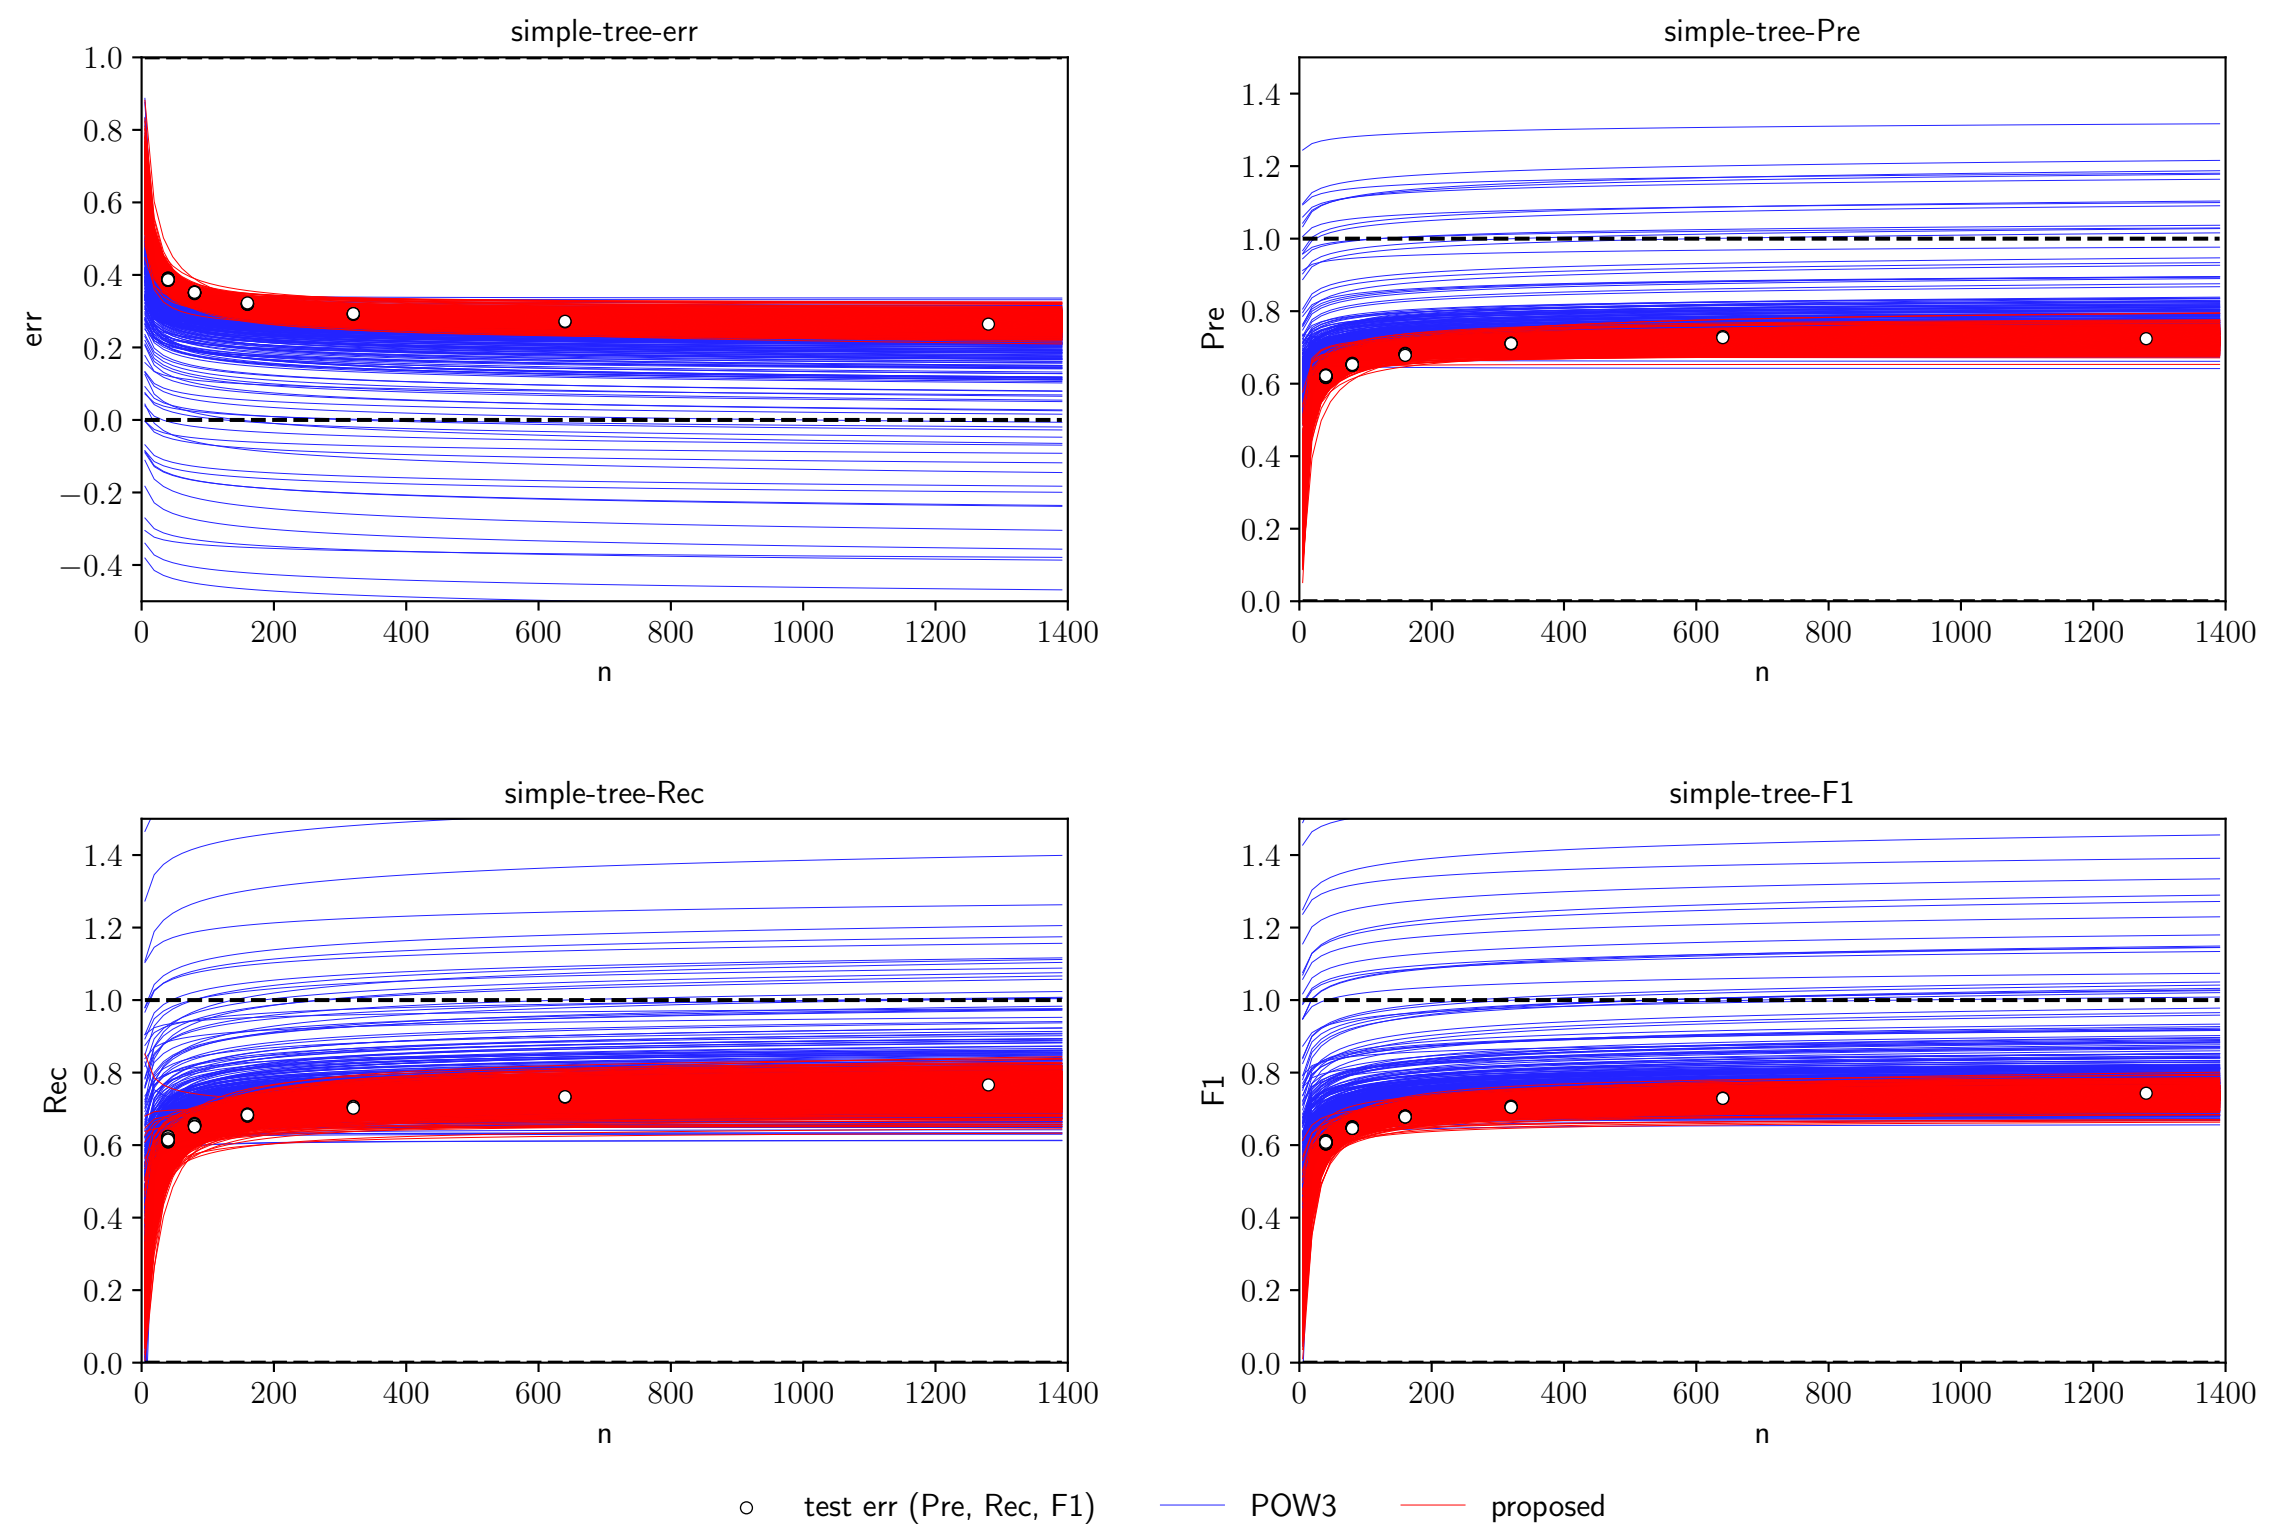 simple-tree-err
simple-tree-Pre
1.0
0.8
0.6
0.4
0.2
0.0
−0.2
−0.4
err
0 200 400 600 800 1000 1200 1400
n
1.4
1.2
1.0
0.8
0.6
0.4
0.2
0.0
Pre
0 200 400 600 800 1000 1200 1400
n
simple-tree-Rec
simple-tree-F1
1.4
1.2
1.0
0.8
0.6
0.4
0.2
0.0
Rec
0 200 400 600 800 1000 1200 1400
n
1.4
1.2
1.0
0.8
0.6
0.4
0.2
0.0
F1
0 200 400 600 800 1000 1200 1400
n
test err (Pre, Rec, F1) POW3 proposed